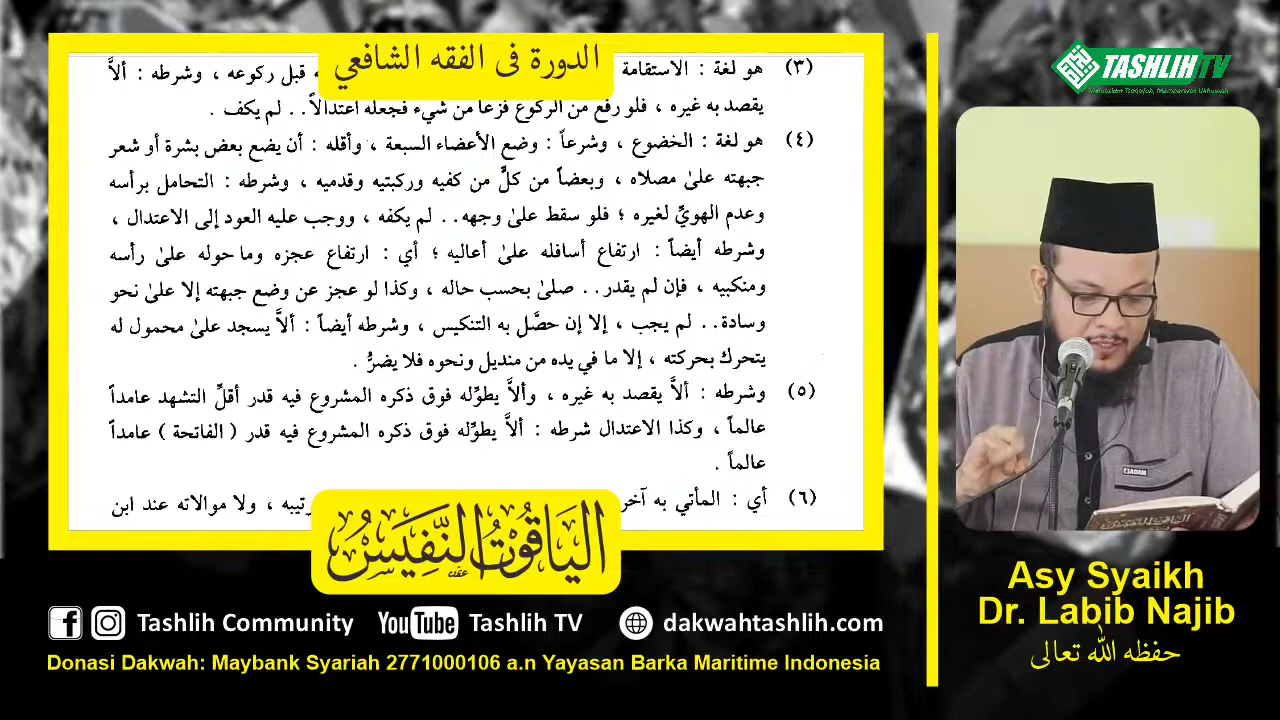 الدورة فى الفقه الشافعي
(٣) هو لغة : الاستقامة
قبل ركوعه ، وشرطه : ألاَّ
يقصد به غيره ، فلو رفع من الركوع فزعاً من شيء فجعله اعتدالاً . . لم يكف .
(٤) هو لغة : الخضوع ، وشرعاً : وضع الأعضاء السبعة ، وأقله : أن يضع بعض بشرة أو شعر
جبهته علىٰ مصلاه ، وبعضاً من كلٍّ من كفيه وركبتيه وقدميه ، وشرطه : التحامل برأسه
وعدم الهويِّ لغيره ؛ فلو سقط علىٰ وجهه . . لم يكفه ، ووجب عليه العود إلى الاعتدال ،
وشرطه أيضاً : ارتفاع أسافله علىٰ أعاليه ؛ أي : ارتفاع عجزه وما حوله علىٰ رأسه
ومنكبيه ، فإن لم يقدر . . صلىٰ بحسب حاله ، وكذا لو عجز عن وضع جبهته إلا علىٰ نحو
وسادة . . لم يجب ، إلا إن حصَّل به التنكيس ، وشرطه أيضاً : ألاَّ يسجد علىٰ محمول له
يتحرك بحركته ، إلا ما في يده من منديل ونحوه فلا يضرُّ .
(٥) وشرطه : ألاَّ يقصد به غيره ، وألاَّ يطوِّله فوق ذكره المشروع فيه قدر أقلِّ التشهد عامداً
عالماً ، وكذا الاعتدال شرطه : ألاَّ يطوِّله فوق ذكره المشروع فيه قدر ( الفاتحة ) عامداً
عالماً .
(٦) أي : المأتي به آخر
، ولا موالاته عند ابن
اليَاقُوتُ النَّفِيسُ
TASHLIH TV
EJADAH
Asy Syaikh
Dr. Labib Najib
حفظه الله تعالى
Tashlih Community
YouTube Tashlih TV
dakwahtashlih.com
Donasi Dakwah: Maybank Syariah 2771000106 a.n Yayasan Barka Maritime Indonesia